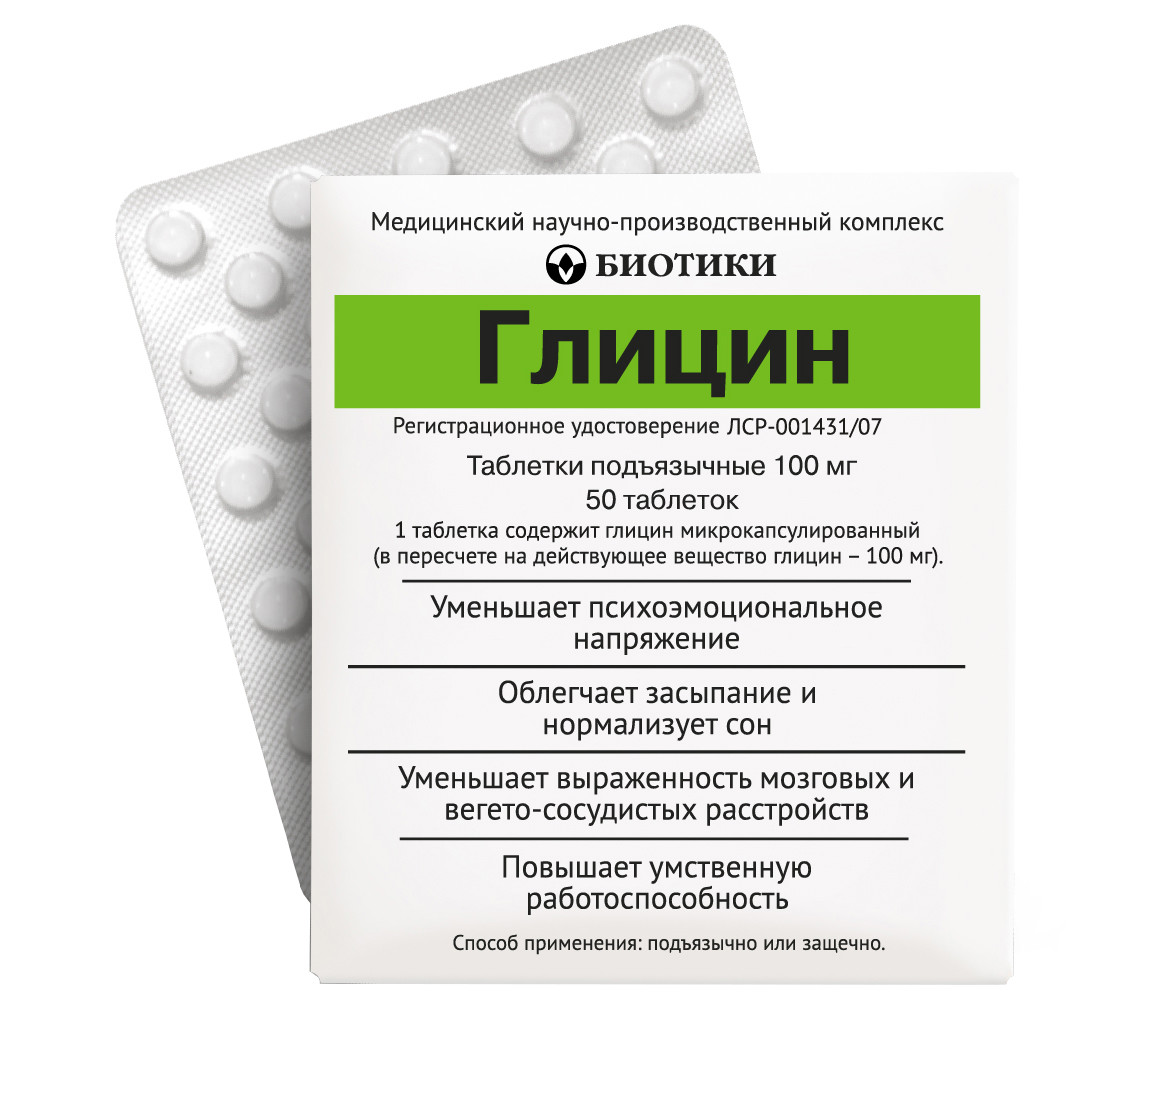 Медицинский научно-производственный комплекс
БИОТИКИ
Глицин
Регистрационное удостоверение ЛСР-001431/07
Таблетки подъязычные 100 мг
50 таблеток
1 таблетка содержит глицин микрокапсулированный
(в пересчете на действующее вещество глицин – 100 мг).
Уменьшает психоэмоциональное
напряжение
Облегчает засыпание и
нормализует сон
Уменьшает выраженность мозговых и
вегето-сосудистых расстройств
Повышает умственную
работоспособность
Способ применения: подъязычно или защечно.